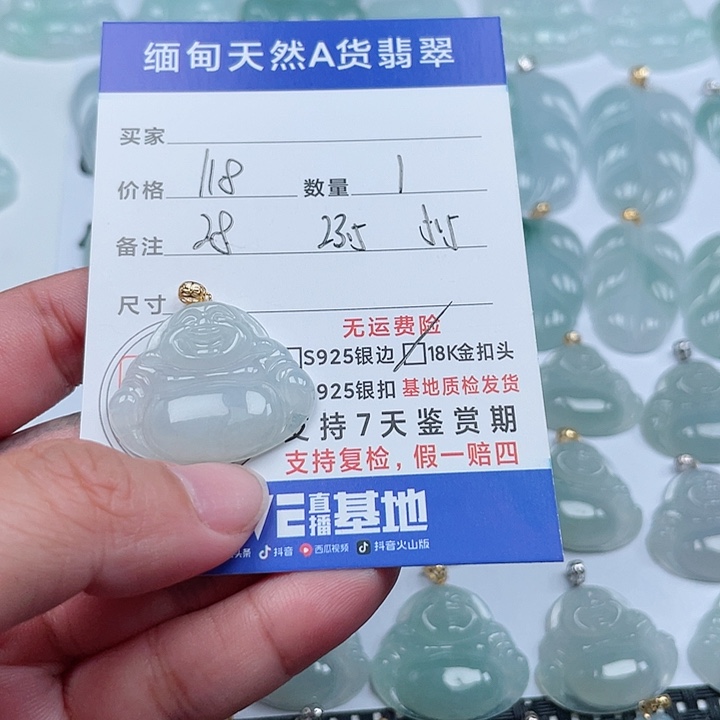 缅甸天然A货翡翠
买家
价格 118 数量 1
备注 28 23.5
尺寸
无运费险
S925银边 18K金扣头
925银扣 基地质检发货
支持7天鉴赏期
支持复检,假一赔四
直播基地
头条 抖音 西瓜视频 抖音火山版